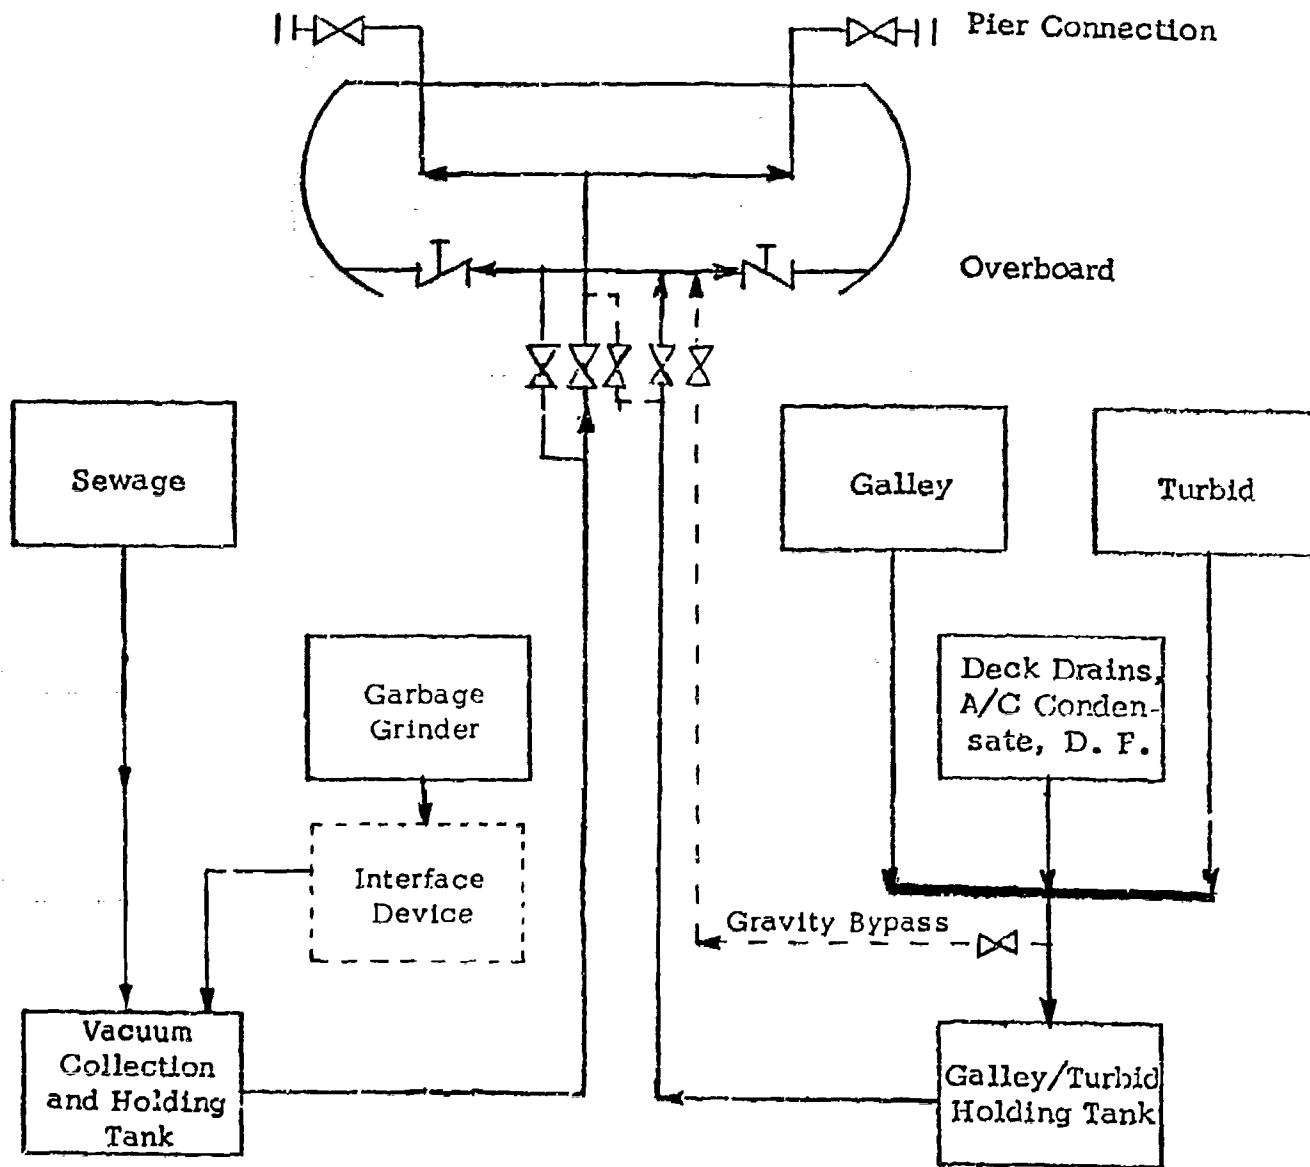 Pier Connection
Overboard
Sewage
Galley
Turbid
Garbage
Grinder
Deck Drains,
A/C Conden-
sate, D. F.
Interface
Device
Gravity Bypass
Vacuum
Collection
and Holding
Tank
Galley/Turbid
Holding Tank